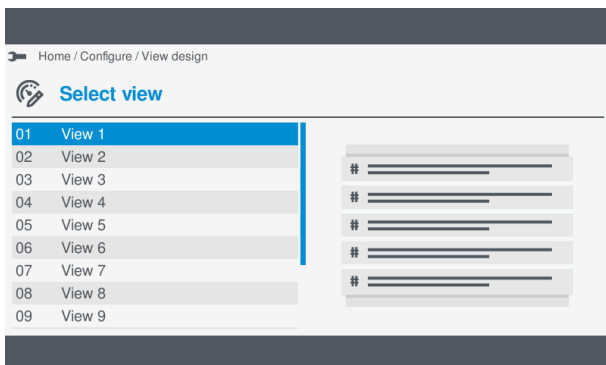 Home / Configure / View design
Select view
01 View 1
02 View 2
03 View 3
04 View 4
05 View 5
06 View 6
07 View 7
08 View 8
09 View 9
#
#
#
#
#